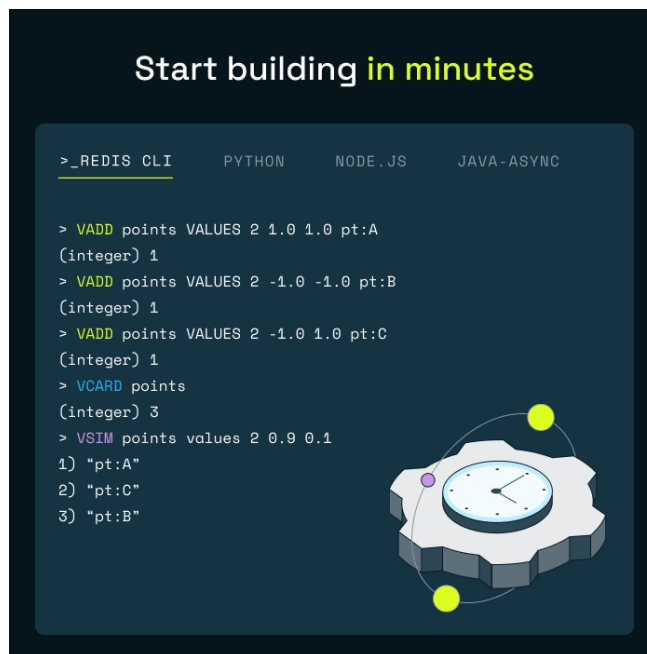 Start building in minutes
>_REDIS CLI PYTHON NODE.JS JAVA-ASYNC
> VADD points VALUES 2 1.0 1.0 pt:A
(integer) 1
> VADD points VALUES 2 -1.0 -1.0 pt:B
(integer) 1
> VADD points VALUES 2 -1.0 1.0 pt:C
(integer) 1
> VCARD points
(integer) 3
> VSIM points values 2 0.9 0.1
1) “pt:A”
2) “pt:C”
3) “pt:B”